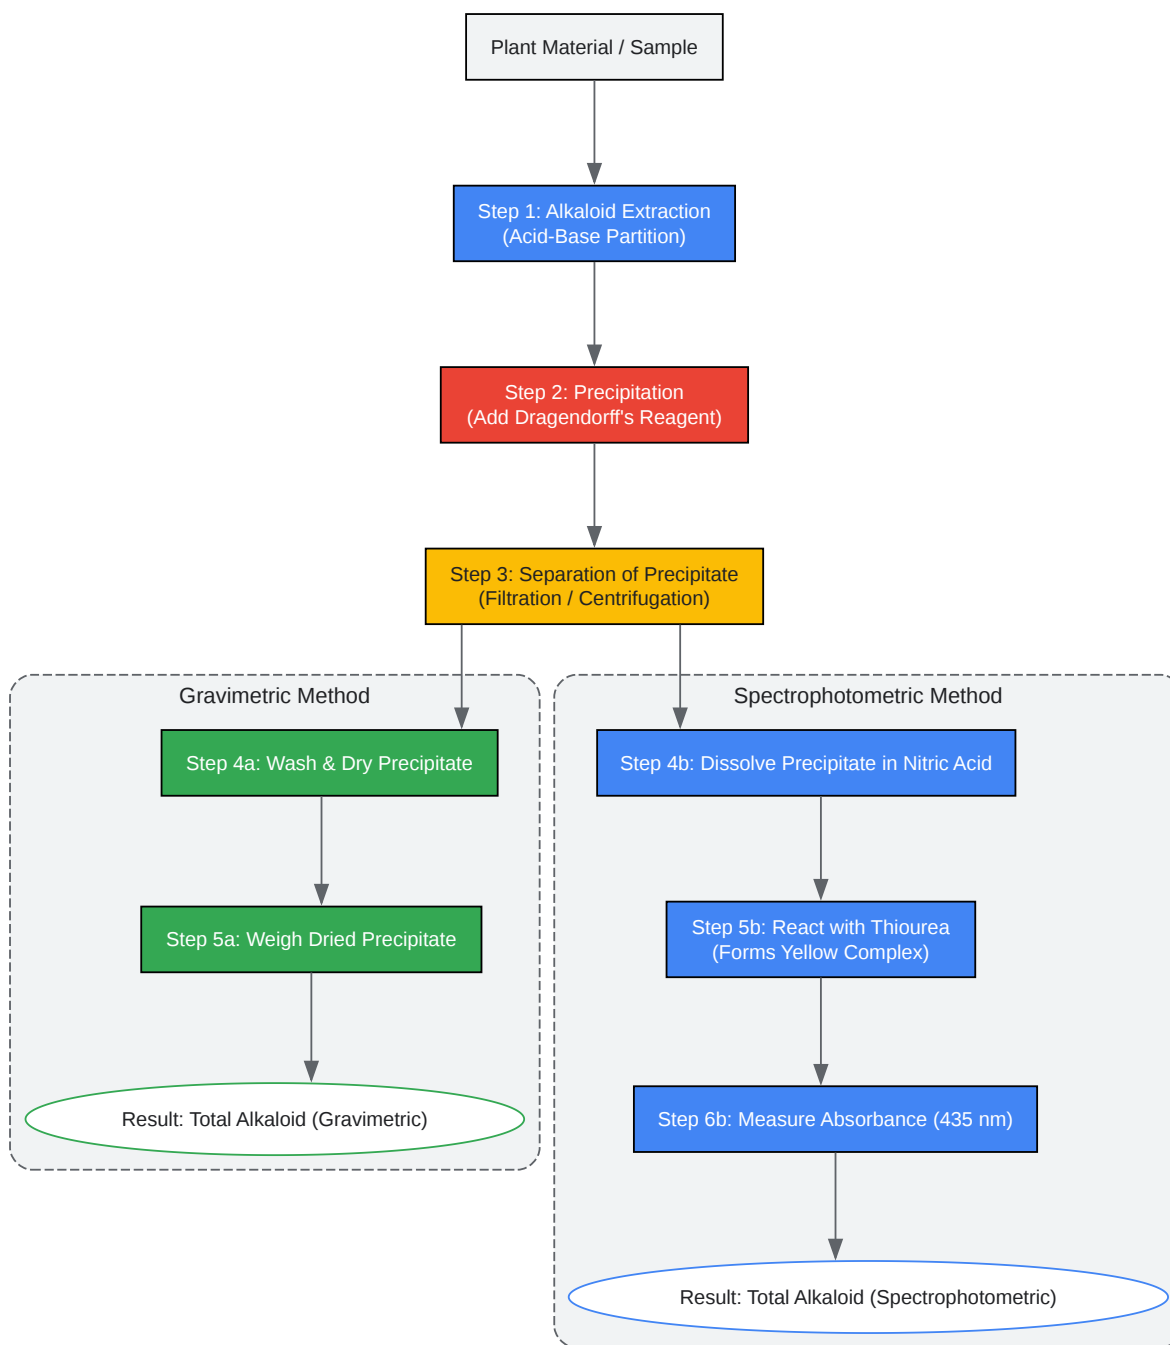 Plant Material / Sample
Step 1: Alkaloid Extraction
(Acid-Base Partition)
Step 2: Precipitation
(Add Dragendorff's Reagent)
Step 3: Separation of Precipitate
(Filtration / Centrifugation)
Gravimetric Method
Step 4a: Wash & Dry Precipitate
Step 5a: Weigh Dried Precipitate
Result: Total Alkaloid (Gravimetric)
Spectrophotometric Method
Step 4b: Dissolve Precipitate in Nitric Acid
Step 5b: React with Thiourea
(Forms Yellow Complex)
Step 6b: Measure Absorbance (435 nm)
Result: Total Alkaloid (Spectrophotometric)